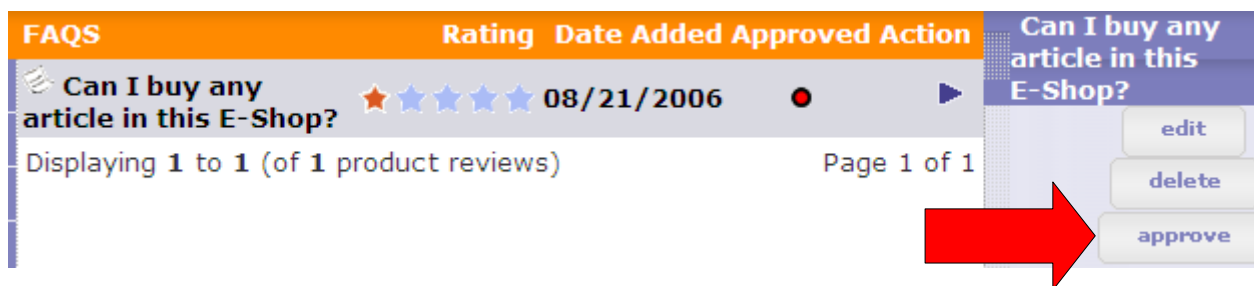 FAQS Rating Date Added Approved Action
Can I buy any
article in this E-Shop?
08/21/2006
Displaying 1 to 1 (of 1 product reviews) Page 1 of 1
Can I buy any
article in this
E-Shop?
edit
delete
approve